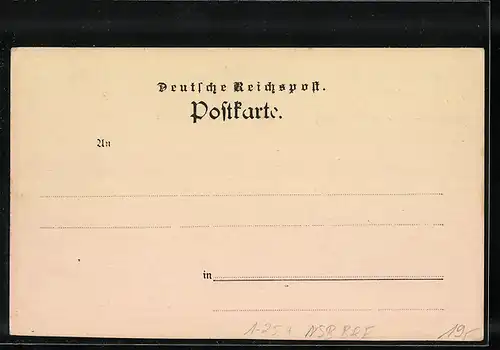 Deutſche Reichspoſt.
Poſtkarte.
An
in